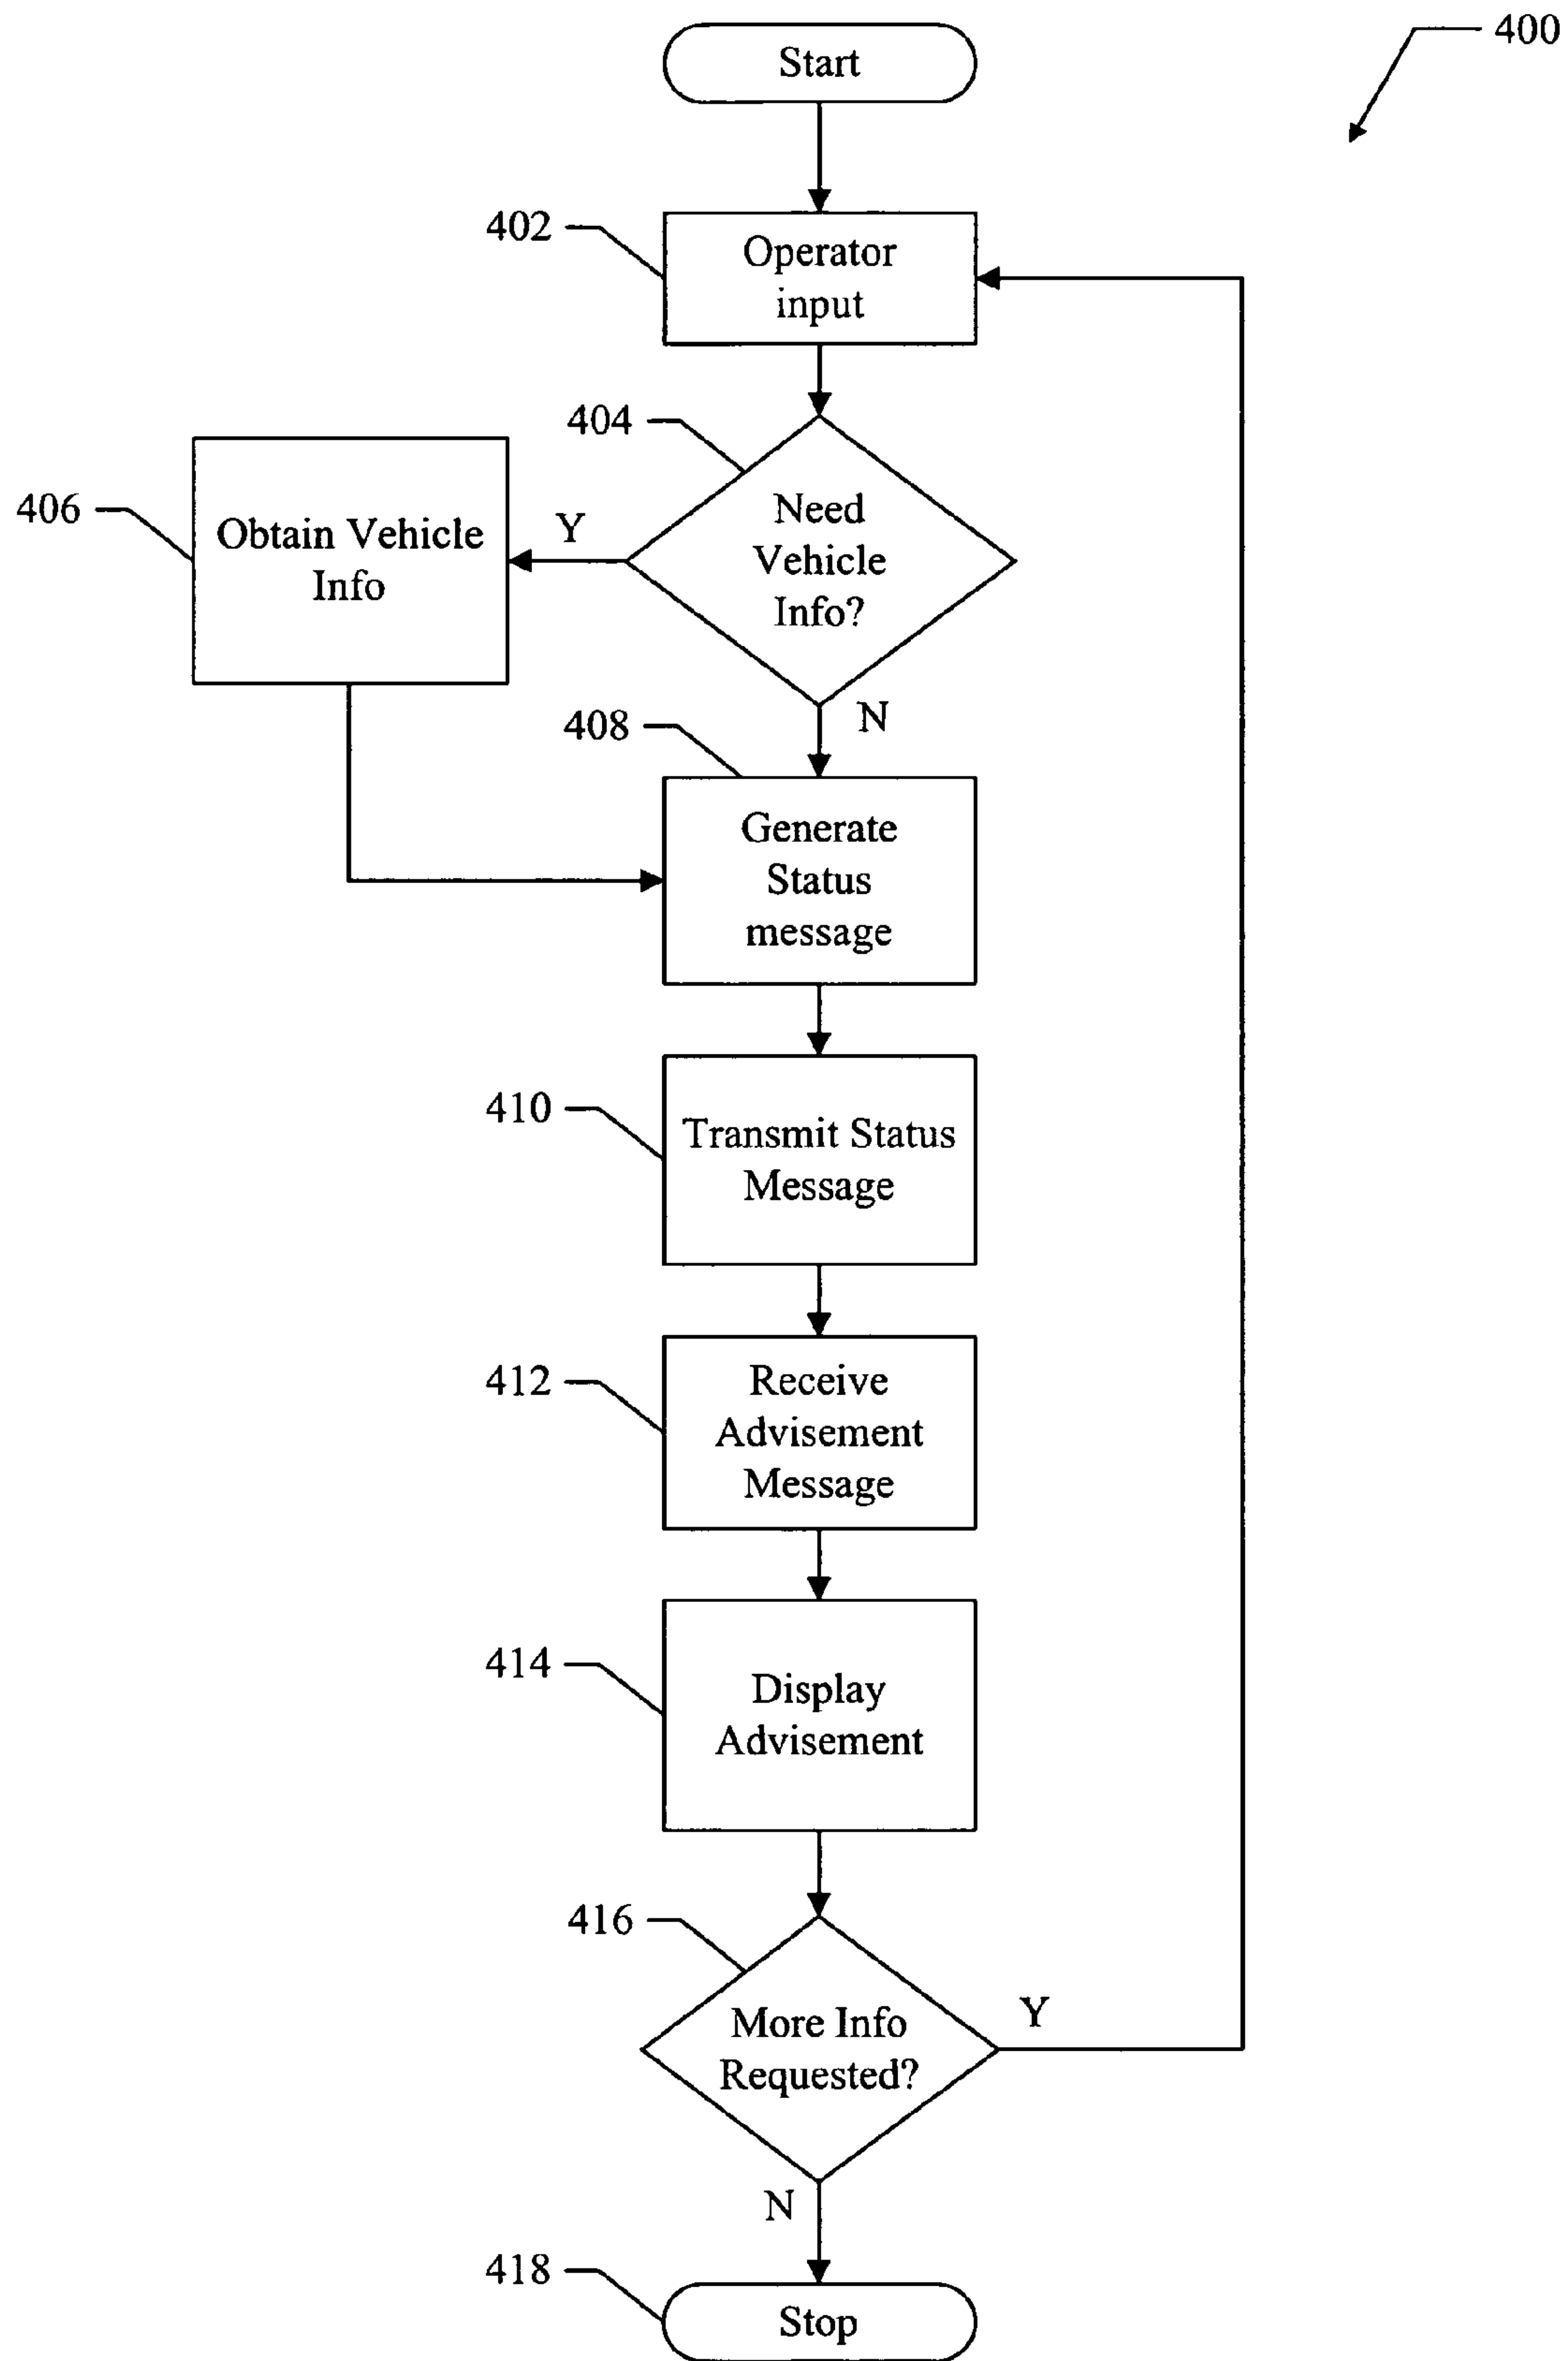 400
Start
402
Operator
input
404
Need
Vehicle
Info?
Y
406
Obtain Vehicle
Info
N
408
Generate
Status
message
410
Transmit Status
Message
412
Receive
Advisement
Message
414
Display
Advisement
416
More Info
Requested?
Y
N
418
Stop